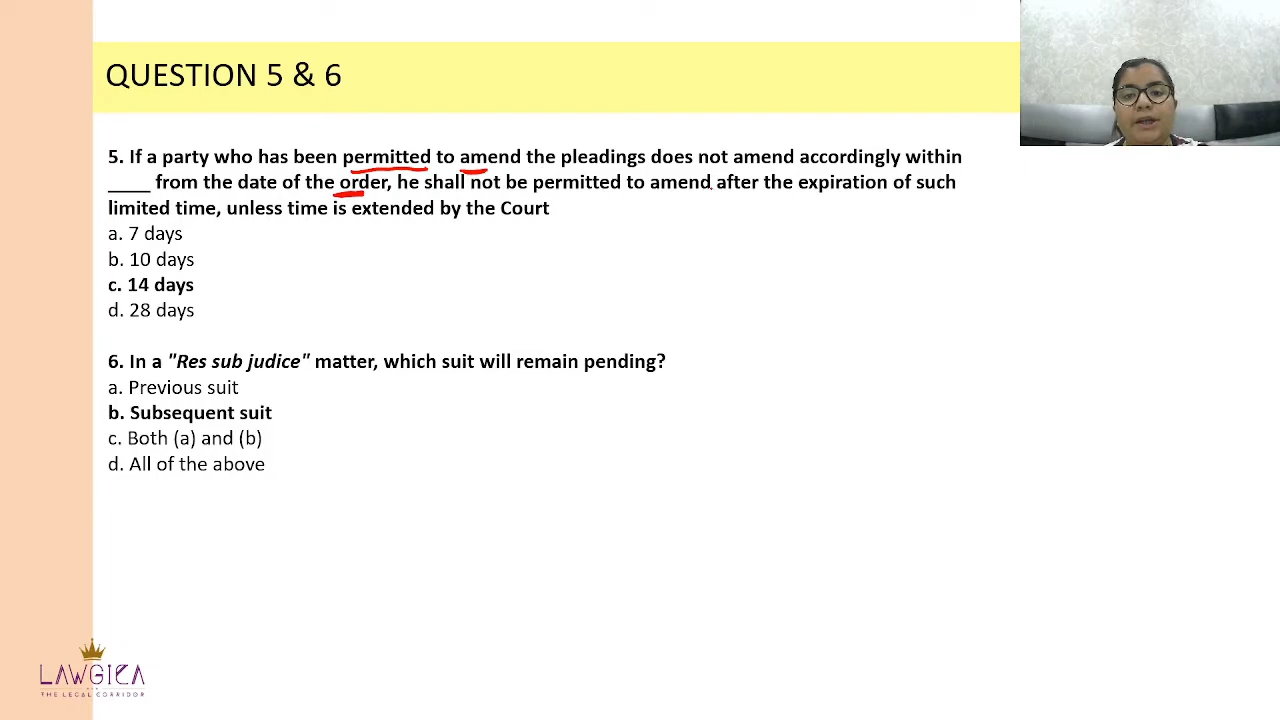 QUESTION 5 & 6
5. If a party who has been permitted to amend the pleadings does not amend accordingly within
____ from the date of the order, he shall not be permitted to amend after the expiration of such
limited time, unless time is extended by the Court
a. 7 days
b. 10 days
c. 14 days
d. 28 days
6. In a "Res sub judice" matter, which suit will remain pending?
a. Previous suit
b. Subsequent suit
c. Both (a) and (b)
d. All of the above
LAWGICA
THE LEGAL CORRIDOR